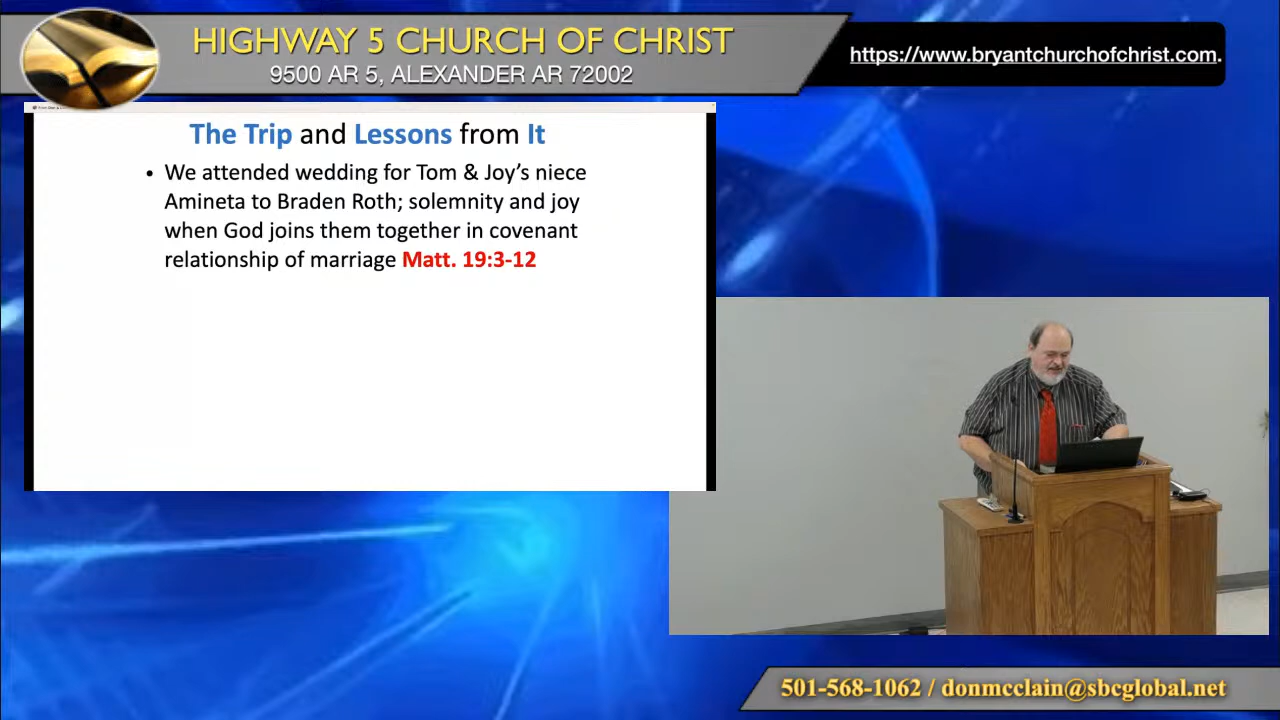 HIGHWAY 5 CHURCH OF CHRIST
9500 AR 5, ALEXANDER AR 72002
https://www.bryantchurchofchrist.com.
The Trip and Lessons from It
• We attended wedding for Tom & Joy’s niece
Amineta to Braden Roth; solemnity and joy
when God joins them together in covenant
relationship of marriage Matt. 19:3-12
501-568-1062 / donmcclain@sbcglobal.net